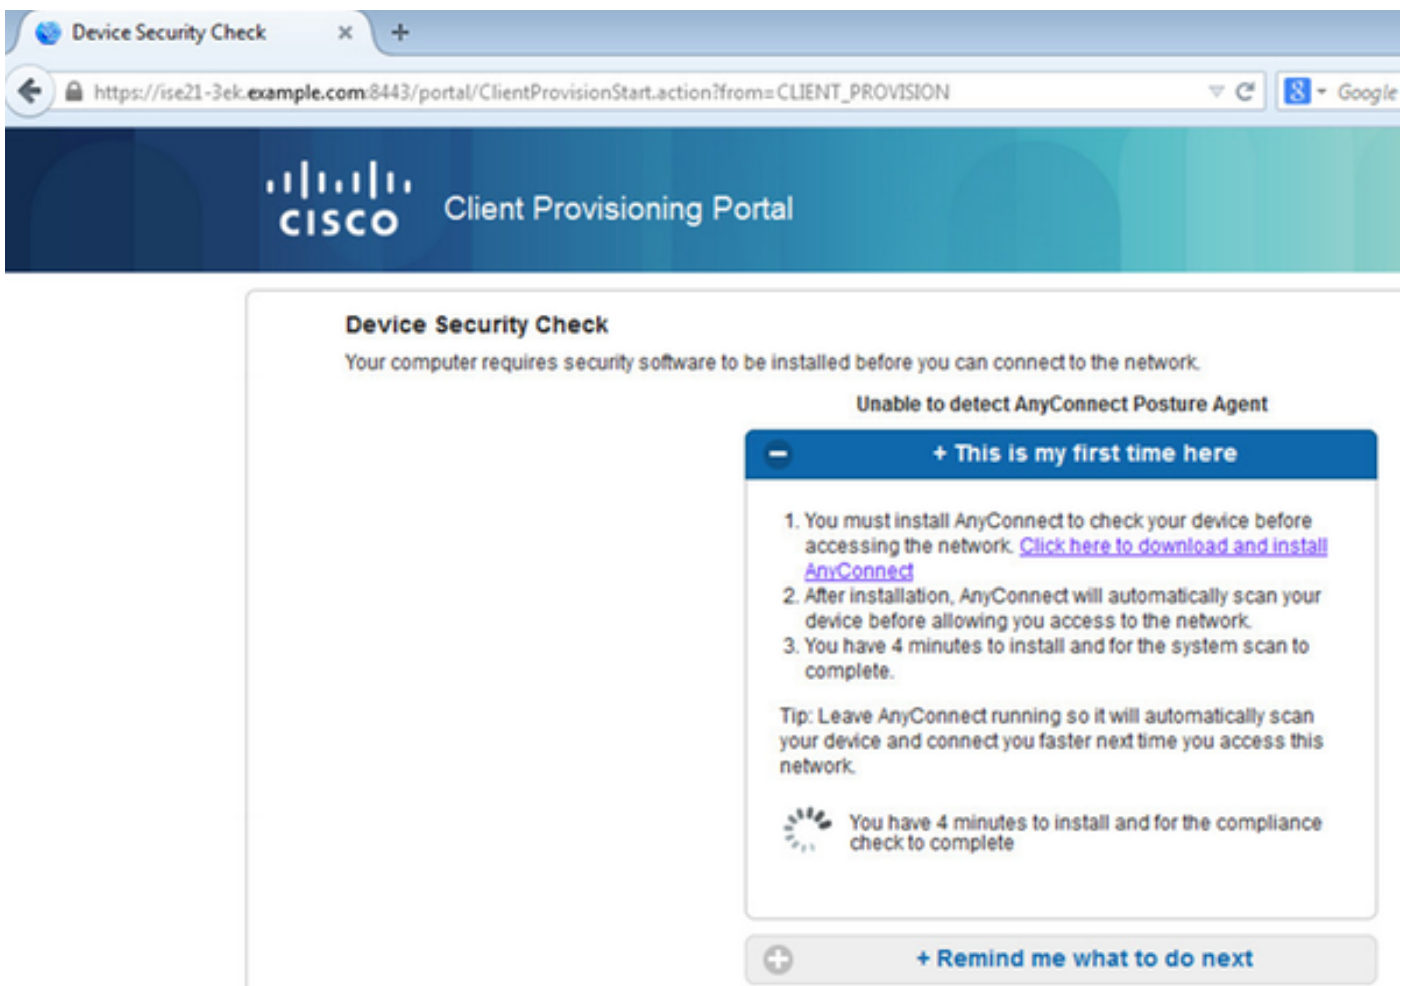 Device Security Check × +
https://ise21-3ek.example.com:8443/portal/ClientProvisionStart.action?from=CLIENT_PROVISION 8 Google
CISCO Client Provisioning Portal
Device Security Check
Your computer requires security software to be installed before you can connect to the network.
Unable to detect AnyConnect Posture Agent
+ This is my first time here
1. You must install AnyConnect to check your device before
accessing the network. Click here to download and install
AnyConnect
2. After installation, AnyConnect will automatically scan your
device before allowing you access to the network.
3. You have 4 minutes to install and for the system scan to
complete.
Tip: Leave AnyConnect running so it will automatically scan
your device and connect you faster next time you access this
network.
You have 4 minutes to install and for the compliance
check to complete
+ Remind me what to do next